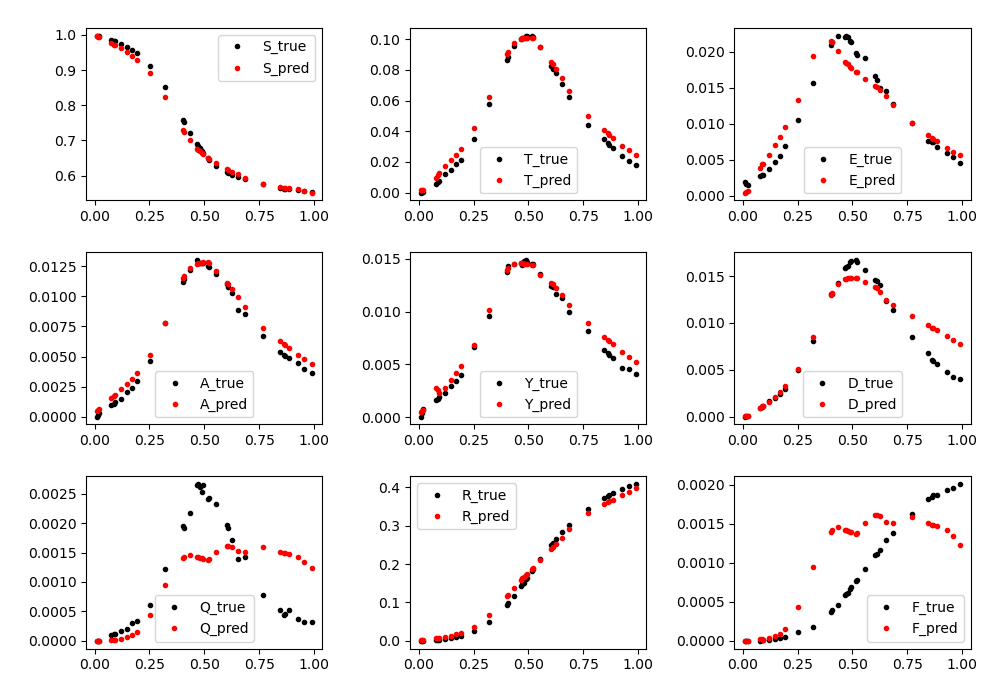 1.0
0.9
0.8
0.7
0.6
S_true
S_pred
0.00 0.25 0.50 0.75 1.00
0.10
0.08
0.06
0.04
0.02
0.00
T_true
T_pred
0.00 0.25 0.50 0.75 1.00
0.020
0.015
0.010
0.005
0.000
E_true
E_pred
0.00 0.25 0.50 0.75 1.00
0.0125
0.0100
0.0075
0.0050
0.0025
0.0000
A_true
A_pred
0.00 0.25 0.50 0.75 1.00
0.015
0.010
0.005
0.000
Y_true
Y_pred
0.00 0.25 0.50 0.75 1.00
0.015
0.010
0.005
0.000
D_true
D_pred
0.00 0.25 0.50 0.75 1.00
0.0025
0.0020
0.0015
0.0010
0.0005
0.0000
Q_true
Q_pred
0.00 0.25 0.50 0.75 1.00
0.4
0.3
0.2
0.1
0.0
R_true
R_pred
0.00 0.25 0.50 0.75 1.00
0.0020
0.0015
0.0010
0.0005
0.0000
F_true
F_pred
0.00 0.25 0.50 0.75 1.00